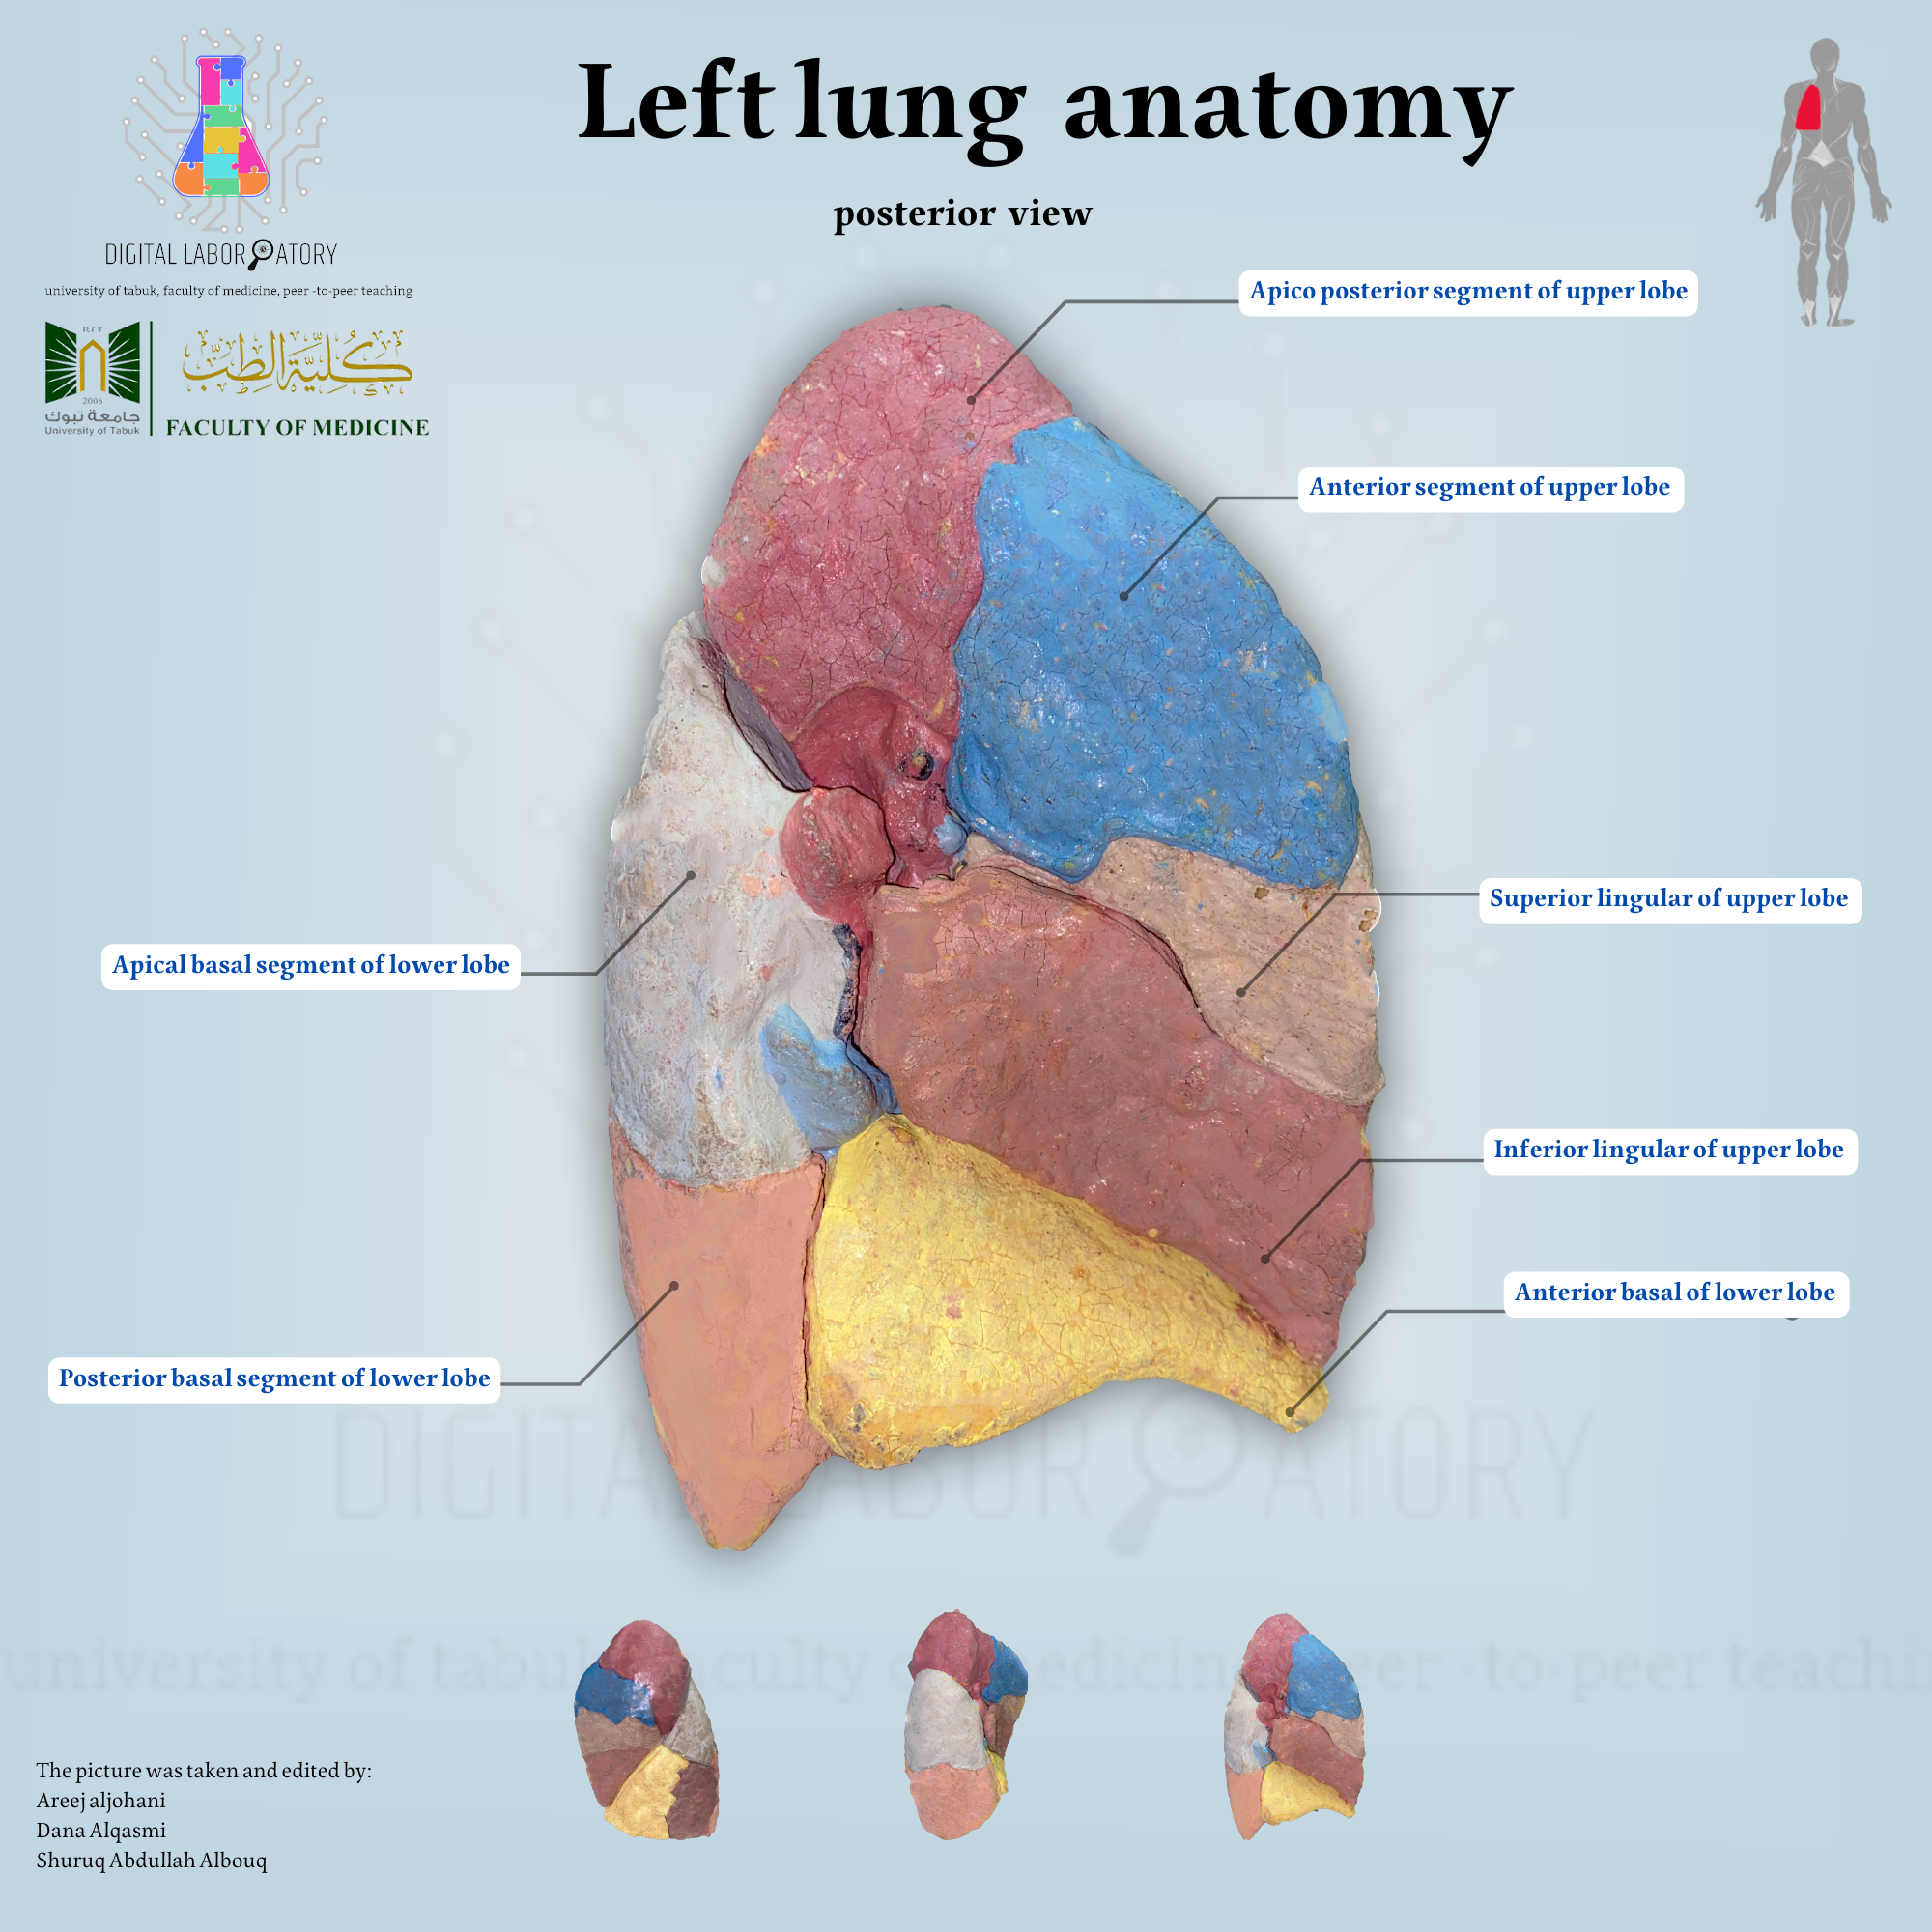 Left lung anatomy
posterior view
DIGITAL LABORATORY
university of tabuk, faculty of medicine, peer -to-peer teaching
١٤٢٧
2006
جامعة تبوك
University of Tabuk
كلية الطب
FACULTY OF MEDICINE
Apico posterior segment of upper lobe
Anterior segment of upper lobe
Superior lingular of upper lobe
Apical basal segment of lower lobe
Inferior lingular of upper lobe
Anterior basal of lower lobe
Posterior basal segment of lower lobe
DIGITAL LABORATORY
university of tabuk, faculty of medicine, peer -to-peer teachi
The picture was taken and edited by:
Areej aljohani
Dana Alqasmi
Shuruq Abdullah Albouq